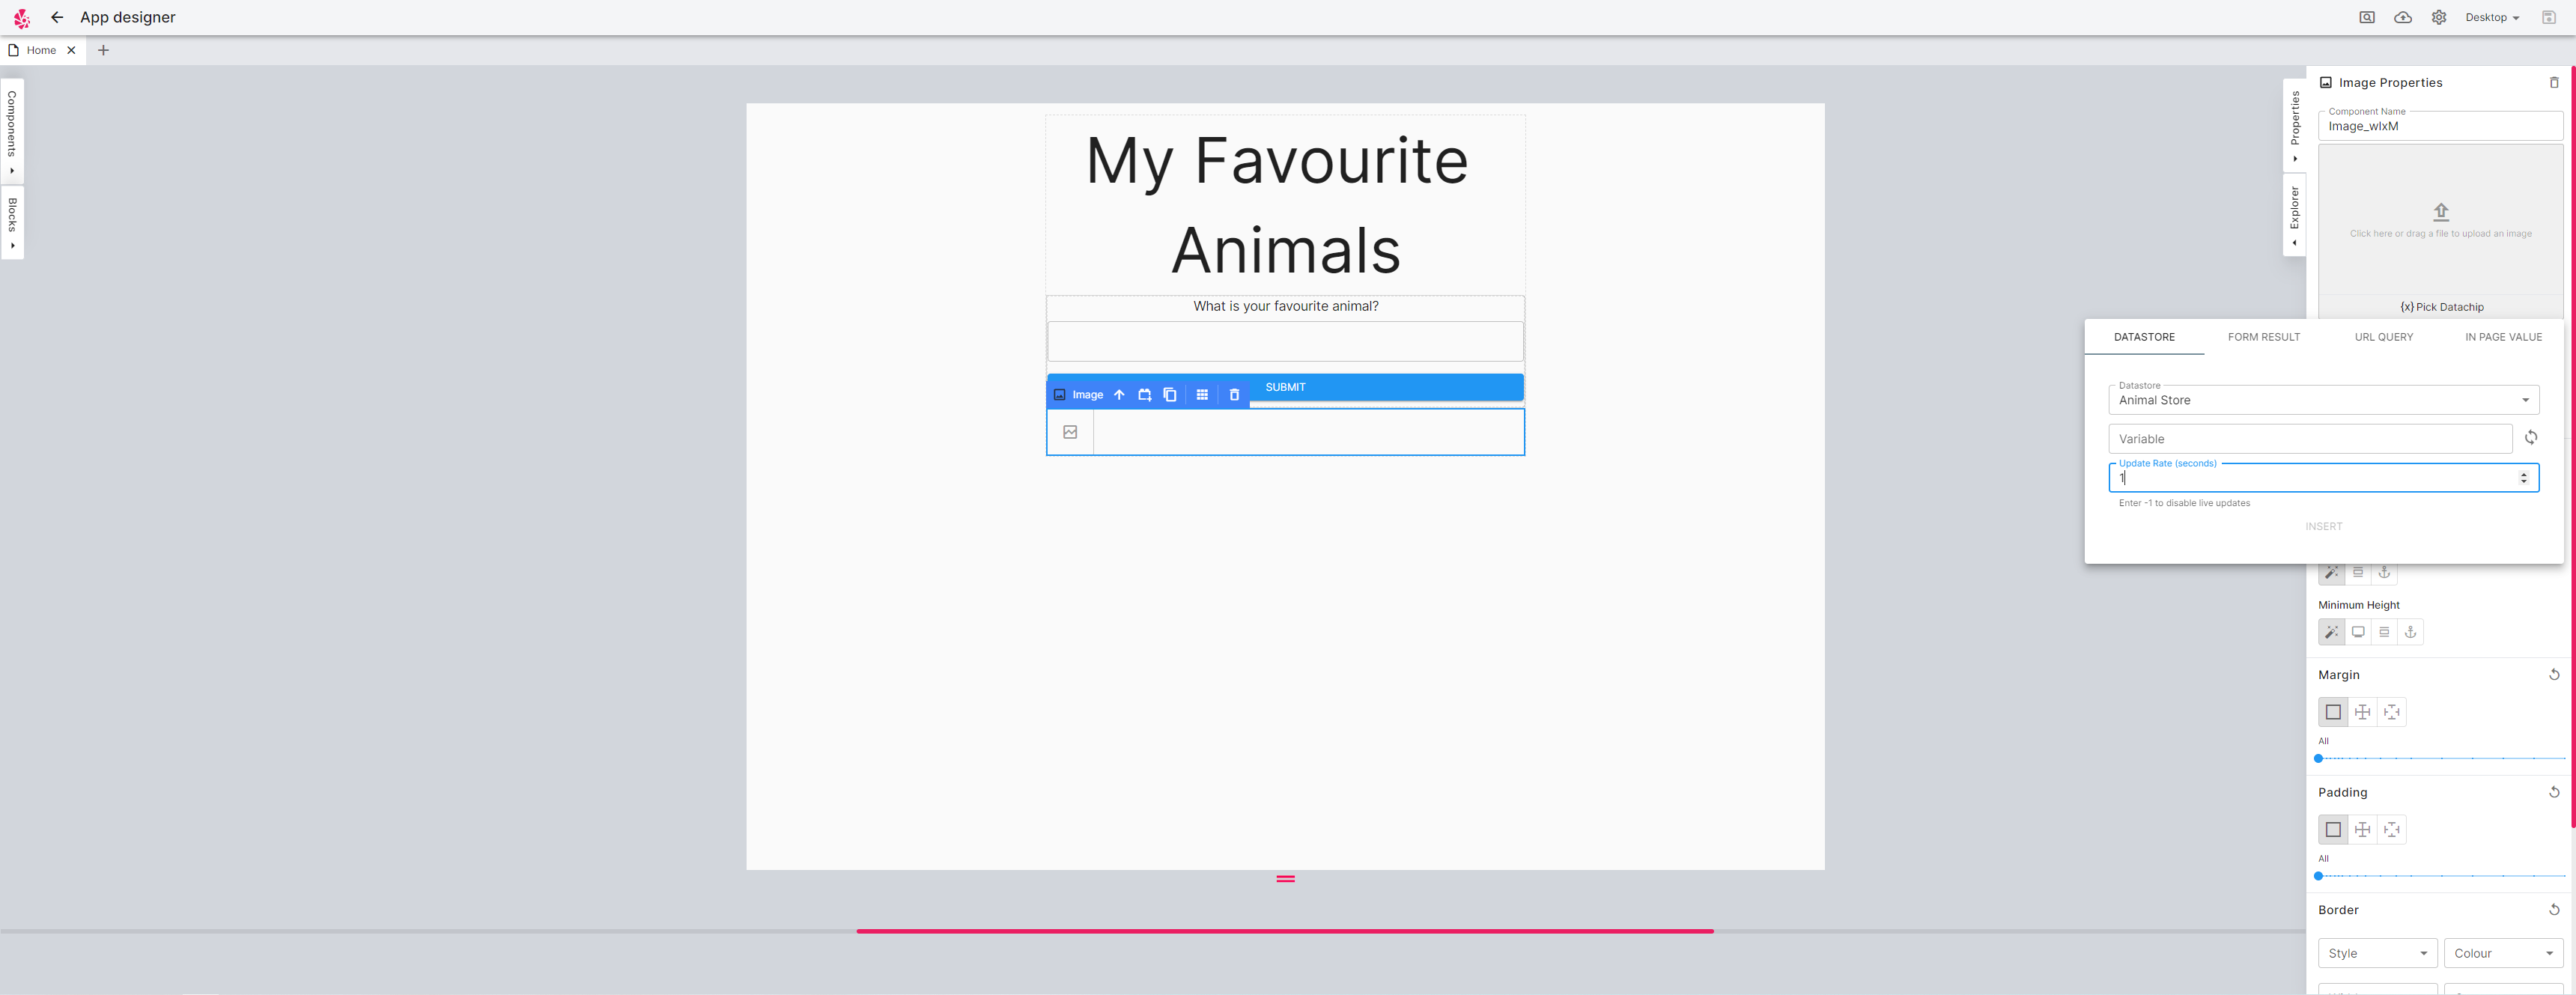 App designer
Desktop
Home
Components
Blocks
My Favourite
Animals
What is your favourite animal?
SUBMIT
Image
Properties
Explorer
Image Properties
Component Name
Image_wIxM
Click here or drag a file to upload an image
{x} Pick Datachip
DATASTORE FORM RESULT URL QUERY IN PAGE VALUE
Datastore
Animal Store
Variable
Update Rate (seconds)
1
Enter -1 to disable live updates
INSERT
Minimum Height
Margin
All
Padding
All
Border
Style Colour